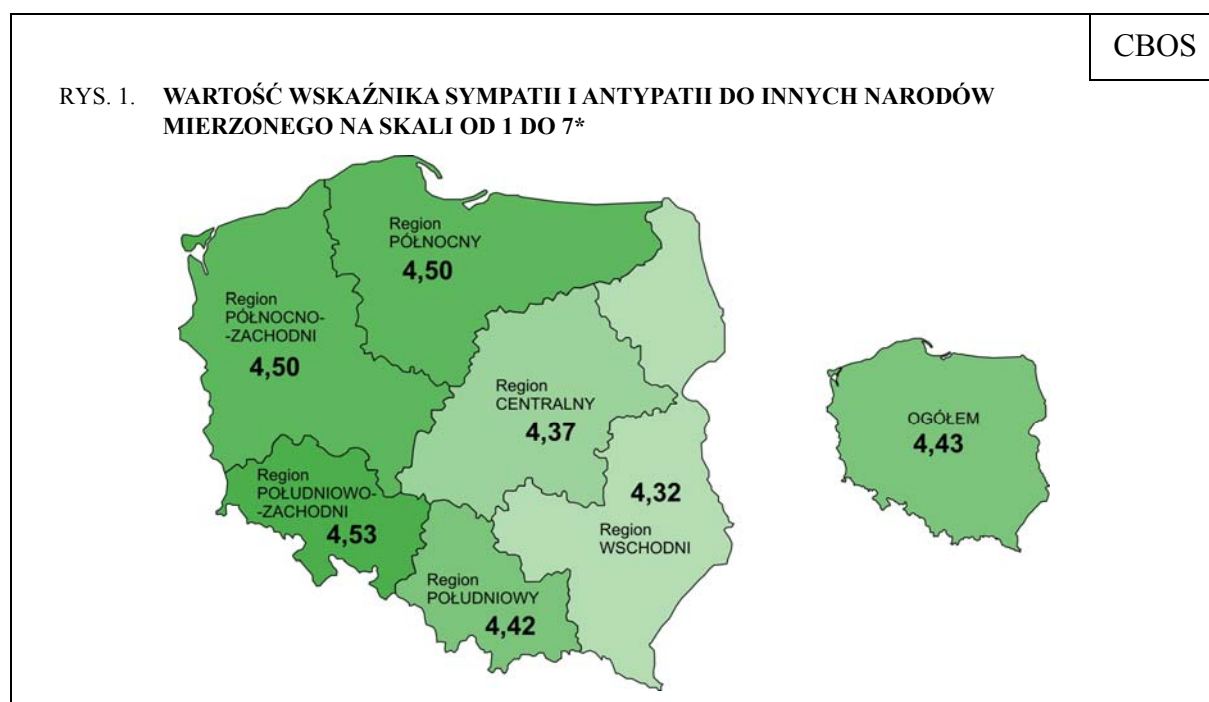 CBOS
RYS. 1. WARTOŚĆ WSKAŹNIKA SYMPATII I ANTYPATII DO INNYCH NARODÓW
MIERZONEGO NA SKALI OD 1 DO 7*
Region
PÓŁNOCNY
4,50
Region
PÓŁNOCNO-
-ZACHODNI
4,50
Region
CENTRALNY
4,37
OGÓŁEM
4,43
Region
POŁUDNIOWO-
-ZACHODNI
4,53
4,32
Region
WSCHODNI
Region
POŁUDNIOWY
4,42